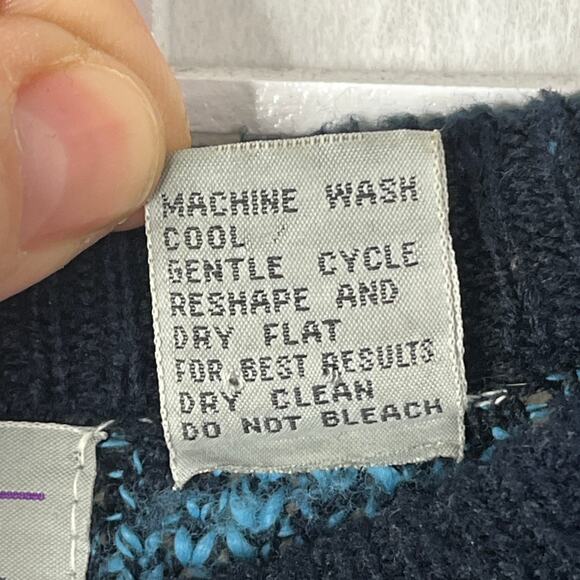 MACHINE WASH
COOL
GENTLE CYCLE
RESHAPE AND
DRY FLAT
FOR BEST RESULTS
DRY CLEAN
DO NOT BLEACH